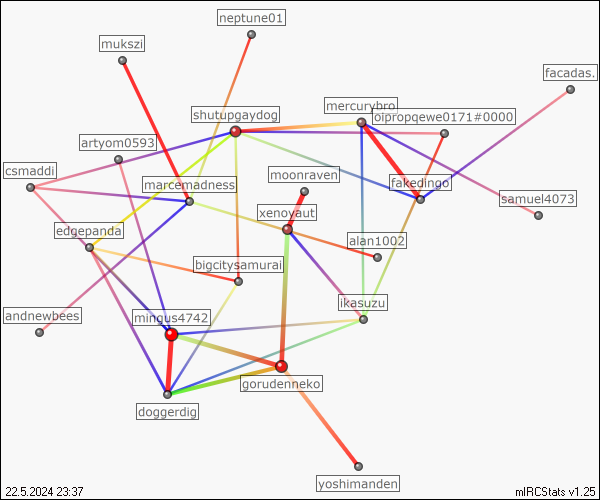 neptune01
mukszi
facadas.
mercurybro
shutupgaydog
oipropqewe0171#0000
artyom0593
csmaddi
moonraven
marcemadness
fakedingo
samuel4073
xenoyaut
edgepanda
alan1002
bigcitysamurai
ikasuzu
andnewbees
mingus4742
gorudenneko
doggerdig
yoshimanden
22.5.2024 23:37
mIRCStats v1.25